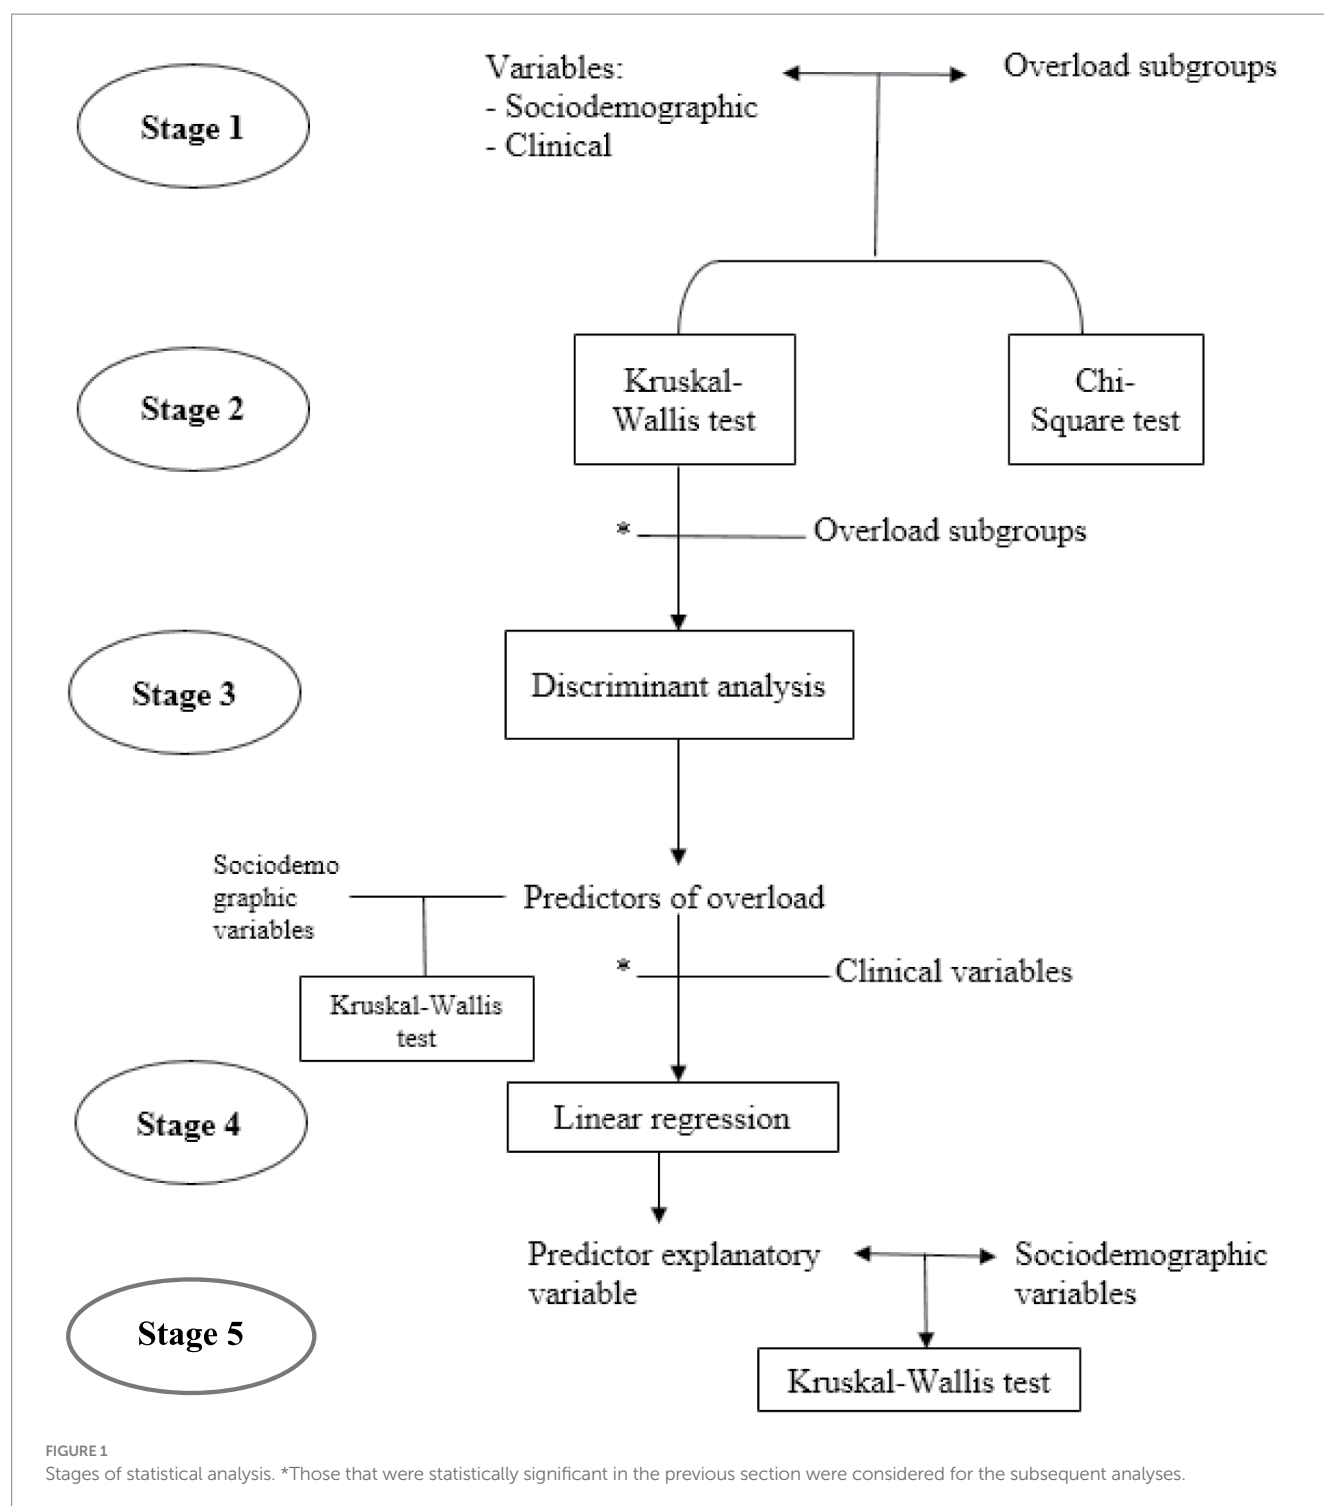 Stage 1
Variables:
- Sociodemographic
- Clinical
Overload subgroups
Stage 2
Kruskal-
Wallis test
Chi-
Square test
*
Overload subgroups
Stage 3
Discriminant analysis
Sociodemo
graphic
variables
Predictors of overload
*
Clinical variables
Kruskal-Wallis
test
Stage 4
Linear regression
Predictor explanatory
variable
Sociodemographic
variables
Stage 5
Kruskal-Wallis test
FIGURE 1
Stages of statistical analysis. *Those that were statistically significant in the previous section were considered for the subsequent analyses.